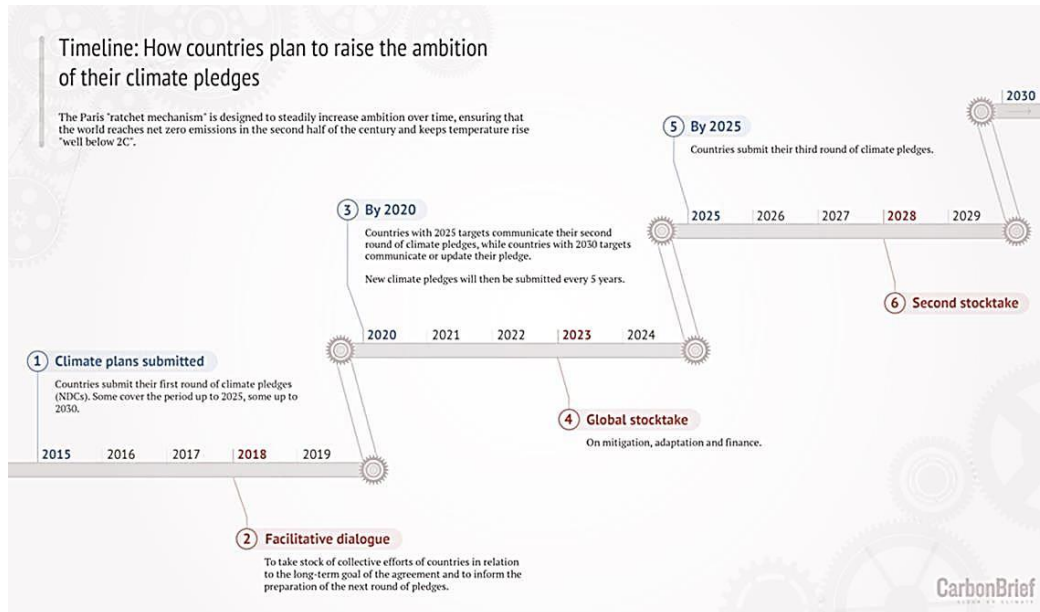 Timeline: How countries plan to raise the ambition
of their climate pledges
The Paris "ratchet mechanism" is designed to steadily increase ambition over time, ensuring that
the world reaches net zero emissions in the second half of the century and keeps temperature rise
"well below 2C".
2030
5 By 2025
Countries submit their third round of climate pledges.
3 By 2020
Countries with 2025 targets communicate their second
round of climate pledges, while countries with 2030 targets
communicate or update their pledge.
New climate pledges will then be submitted every 5 years.
2025 2026 2027 2028 2029
6 Second stocktake
2020 2021 2022 2023 2024
1 Climate plans submitted
Countries submit their first round of climate pledges
(NDCs). Some cover the period up to 2025, some up to
2030.
4 Global stocktake
On mitigation, adaptation and finance.
2015 2016 2017 2018 2019
2 Facilitative dialogue
To take stock of collective efforts of countries in relation
to the long-term goal of the agreement and to inform the
preparation of the next round of pledges.
CarbonBrief
CLEAR ON CLIMATE